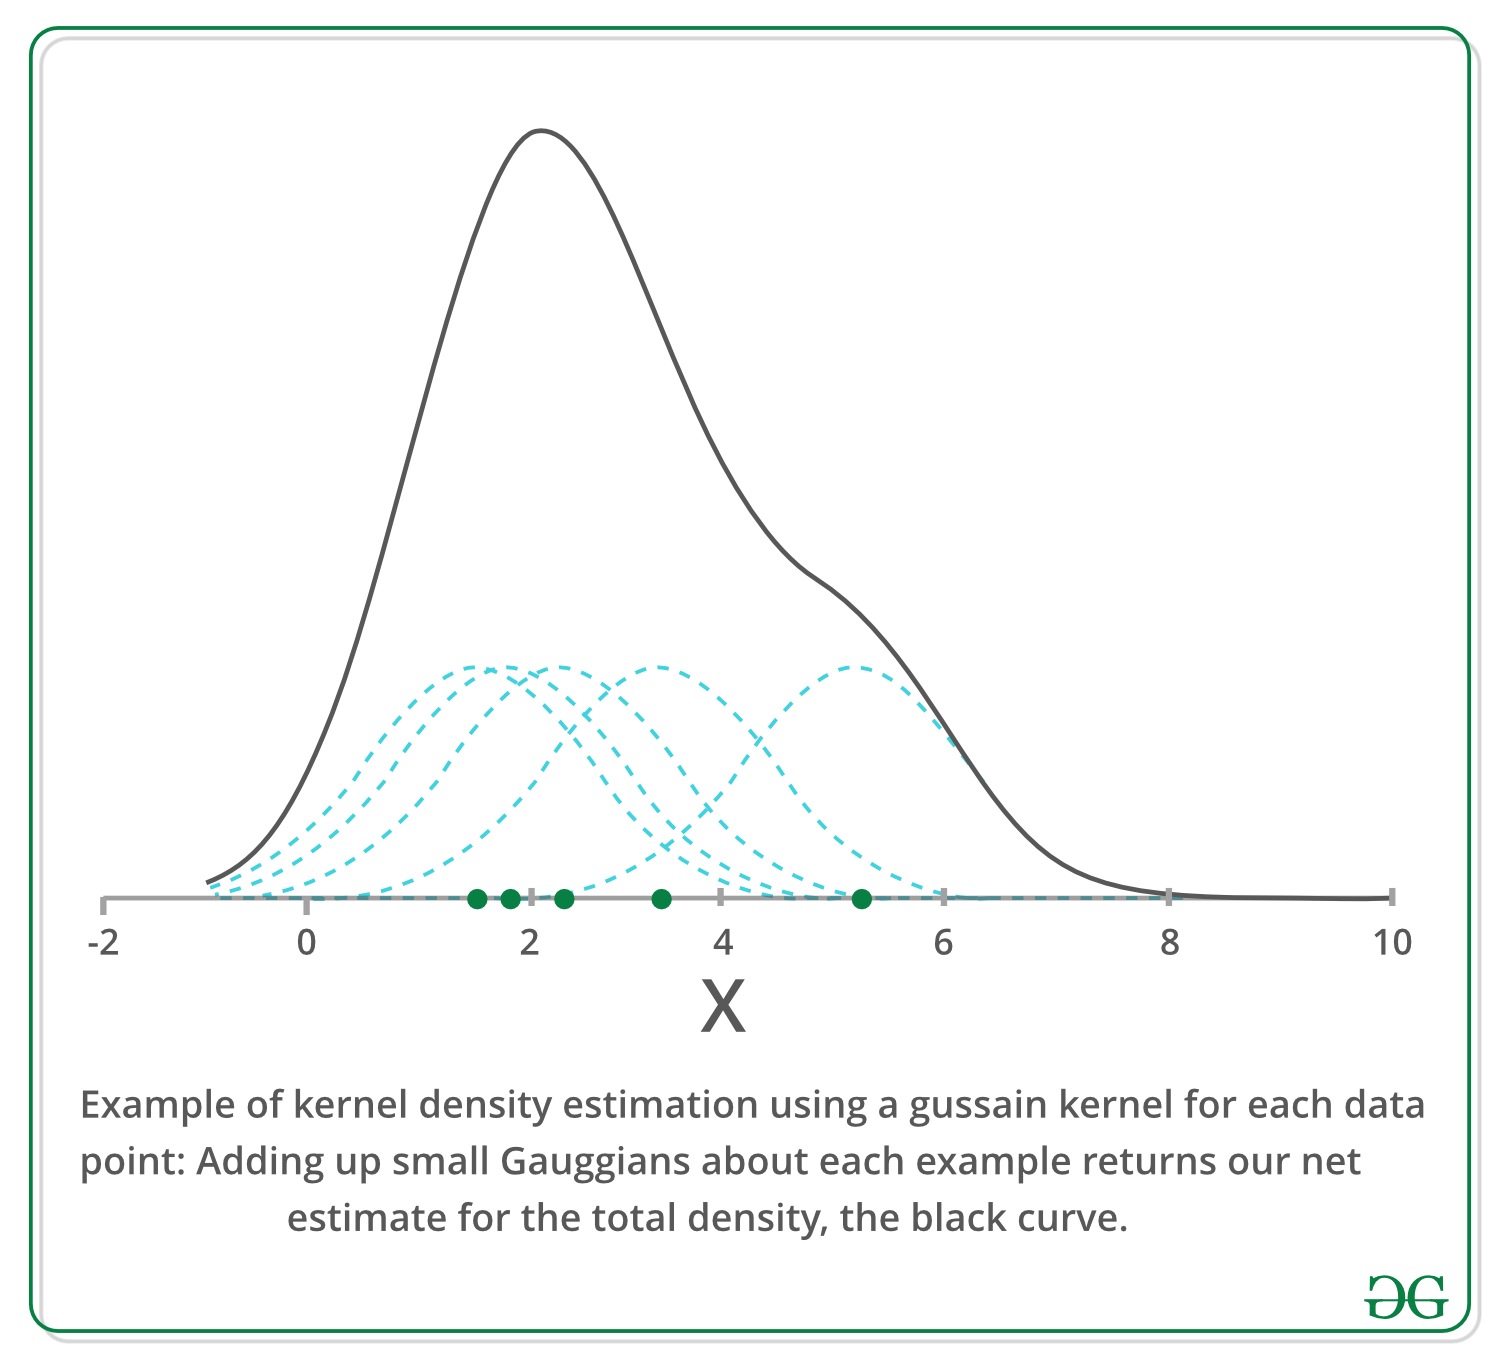 -2 0 2 4 6 8 10
X
Example of kernel density estimation using a gussain kernel for each data
point: Adding up small Gauggians about each example returns our net
estimate for the total density, the black curve.
GG